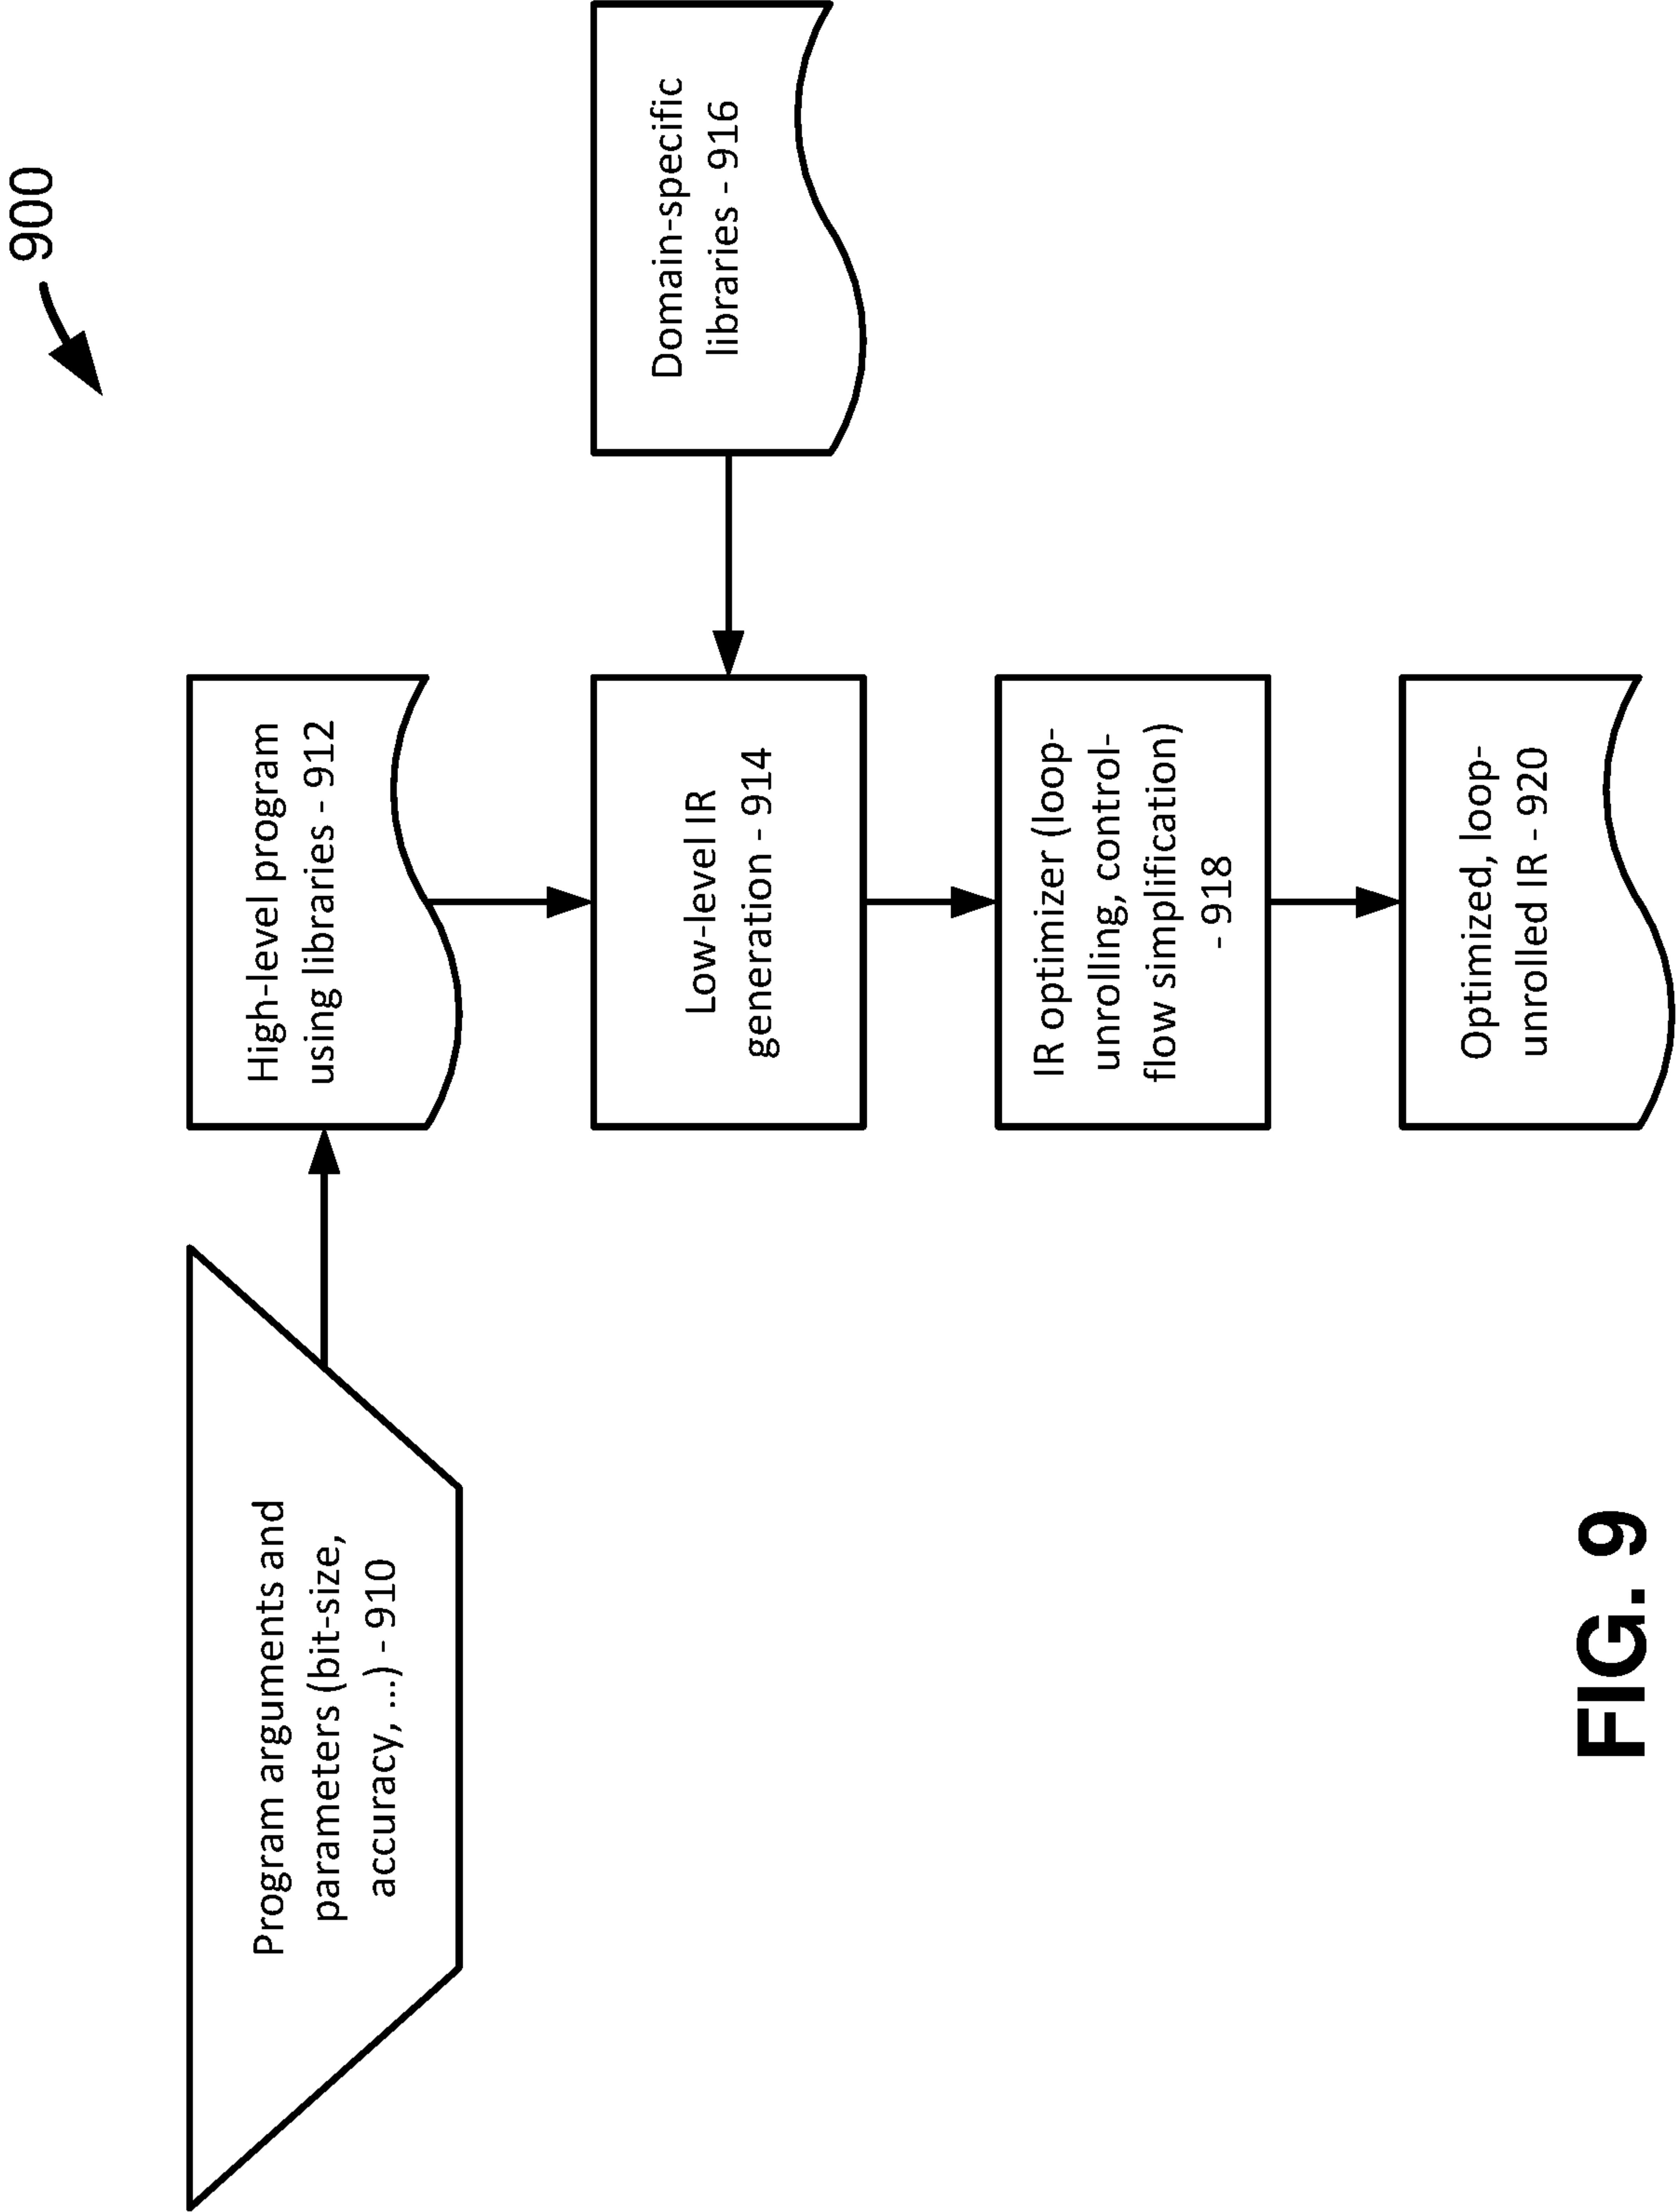 900
Program arguments and
parameters (bit-size,
accuracy, ...) - 910
High-level program
using libraries - 912
Low-level IR
generation - 914
Domain-specific
libraries - 916
IR optimizer (loop-
unrolling, control-
flow simplification)
- 918
Optimized, loop-
unrolled IR - 920
FIG. 9